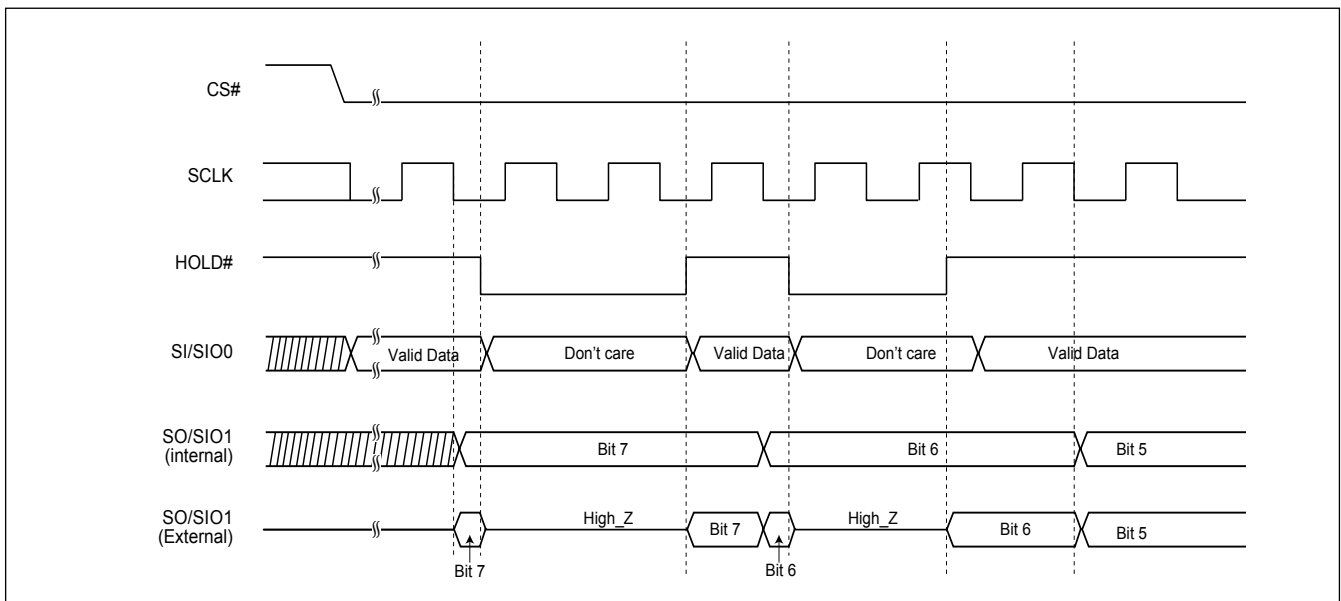 CS#
SCLK
HOLD#
SI/SIO0
Valid Data
Don't care
Valid Data
Don't care
Valid Data
SO/SIO1
(internal)
Bit 7
Bit 6
Bit 5
SO/SIO1
(External)
High_Z
Bit 7
High_Z
Bit 6
Bit 5
Bit 7
Bit 6